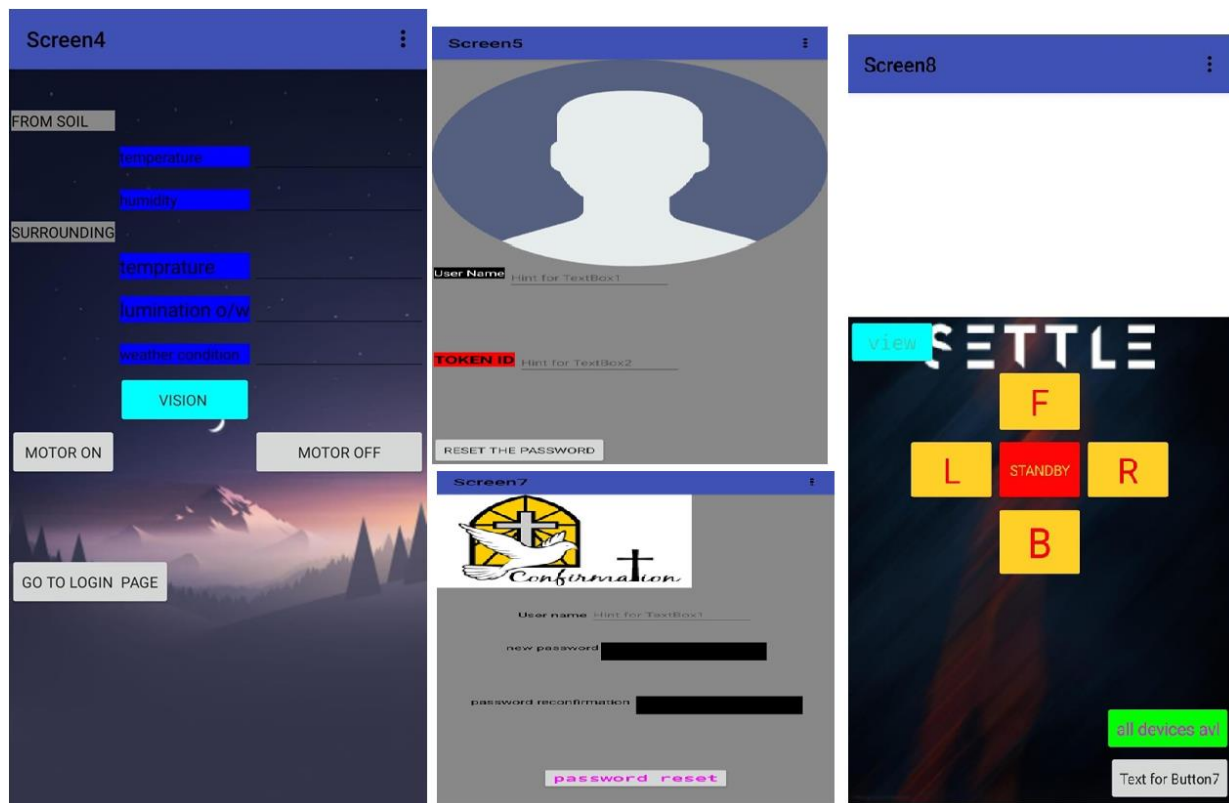 Screen4
FROM SOIL
temperature
humidity
SURROUNDING
temprature
lumination o/w
weather condition
VISION
MOTOR ON
MOTOR OFF
GO TO LOGIN PAGE
Screen5
User Name Hint for TextBox1
TOKEN ID Hint for TextBox2
RESET THE PASSWORD
Screen7
Confirmation
User name Hint for TextBox1
new password
password reconfirmation
password reset
Screen8
view
SETTLE
F
L STANDBY R
B
all devices avl
Text for Button7